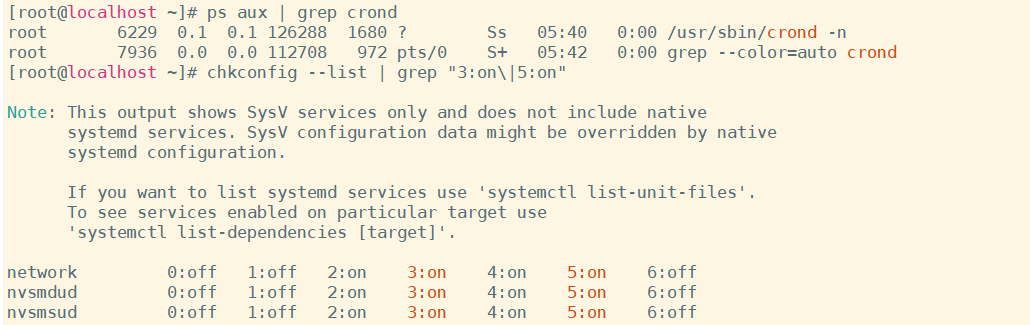 [root@localhost ~]# ps aux | grep crond
root       6229  0.1  0.1 126288  1680 ?        Ss   05:40   0:00 /usr/sbin/crond -n
root       7936  0.0  0.0 112708   972 pts/0    S+   05:42   0:00 grep --color=auto crond
[root@localhost ~]# chkconfig --list | grep "3:on\|5:on"

Note: This output shows SysV services only and does not include native
      systemd services. SysV configuration data might be overridden by native
      systemd configuration.

      If you want to list systemd services use 'systemctl list-unit-files'.
      To see services enabled on particular target use
      'systemctl list-dependencies [target]'.

network         0:off   1:off   2:on    3:on    4:on    5:on    6:off
nvsmdud         0:off   1:off   2:on    3:on    4:on    5:on    6:off
nvsmsud         0:off   1:off   2:on    3:on    4:on    5:on    6:off